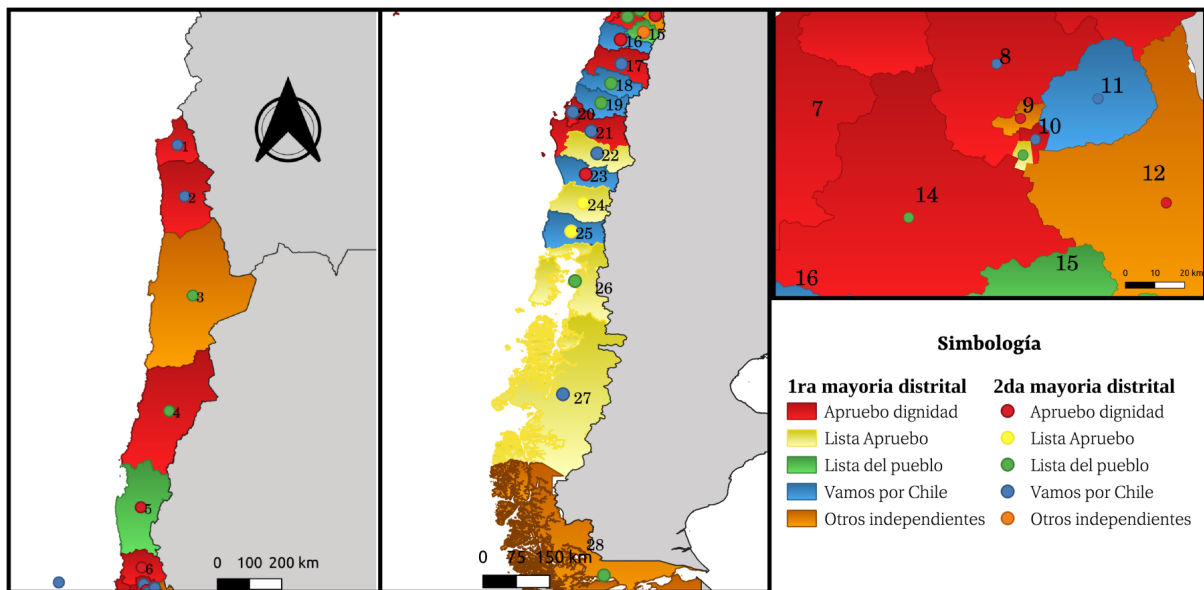 1
2
3
4
5
6
0 100 200 km
15
16
17
18
19
20
21
22
23
24
25
26
27
28
0 75 150 km
7
8
9
10
11
12
14
15
16
0 10 20 km
Simbología
1ra mayoria distrital
Apruebo dignidad
Lista Apruebo
Lista del pueblo
Vamos por Chile
Otros independientes
2da mayoria distrital
Apruebo dignidad
Lista Apruebo
Lista del pueblo
Vamos por Chile
Otros independientes